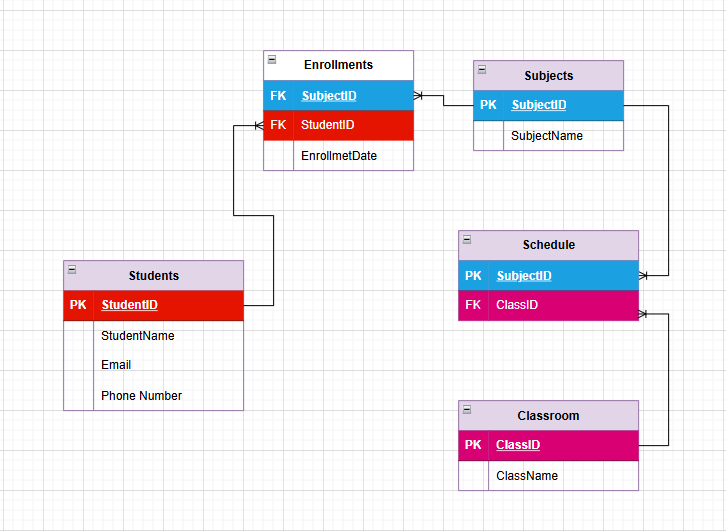 Enrollments
FK SubjectID
FK StudentID
EnrollmetDate
Subjects
PK SubjectID
SubjectName
Schedule
PK SubjectID
FK ClassID
Students
PK StudentID
StudentName
Email
Phone Number
Classroom
PK ClassID
ClassName